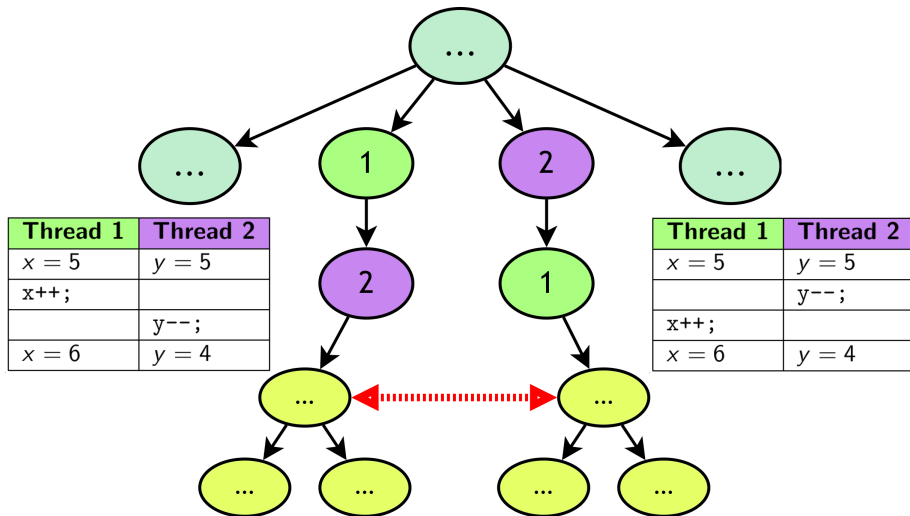 ...
... 1 2 ...
Thread 1 Thread 2
x = 5 y = 5
x++;
y--;
x = 6 y = 4
2 1
Thread 1 Thread 2
x = 5 y = 5
y--;
x++;
x = 6 y = 4
... ...
... ... ... ...